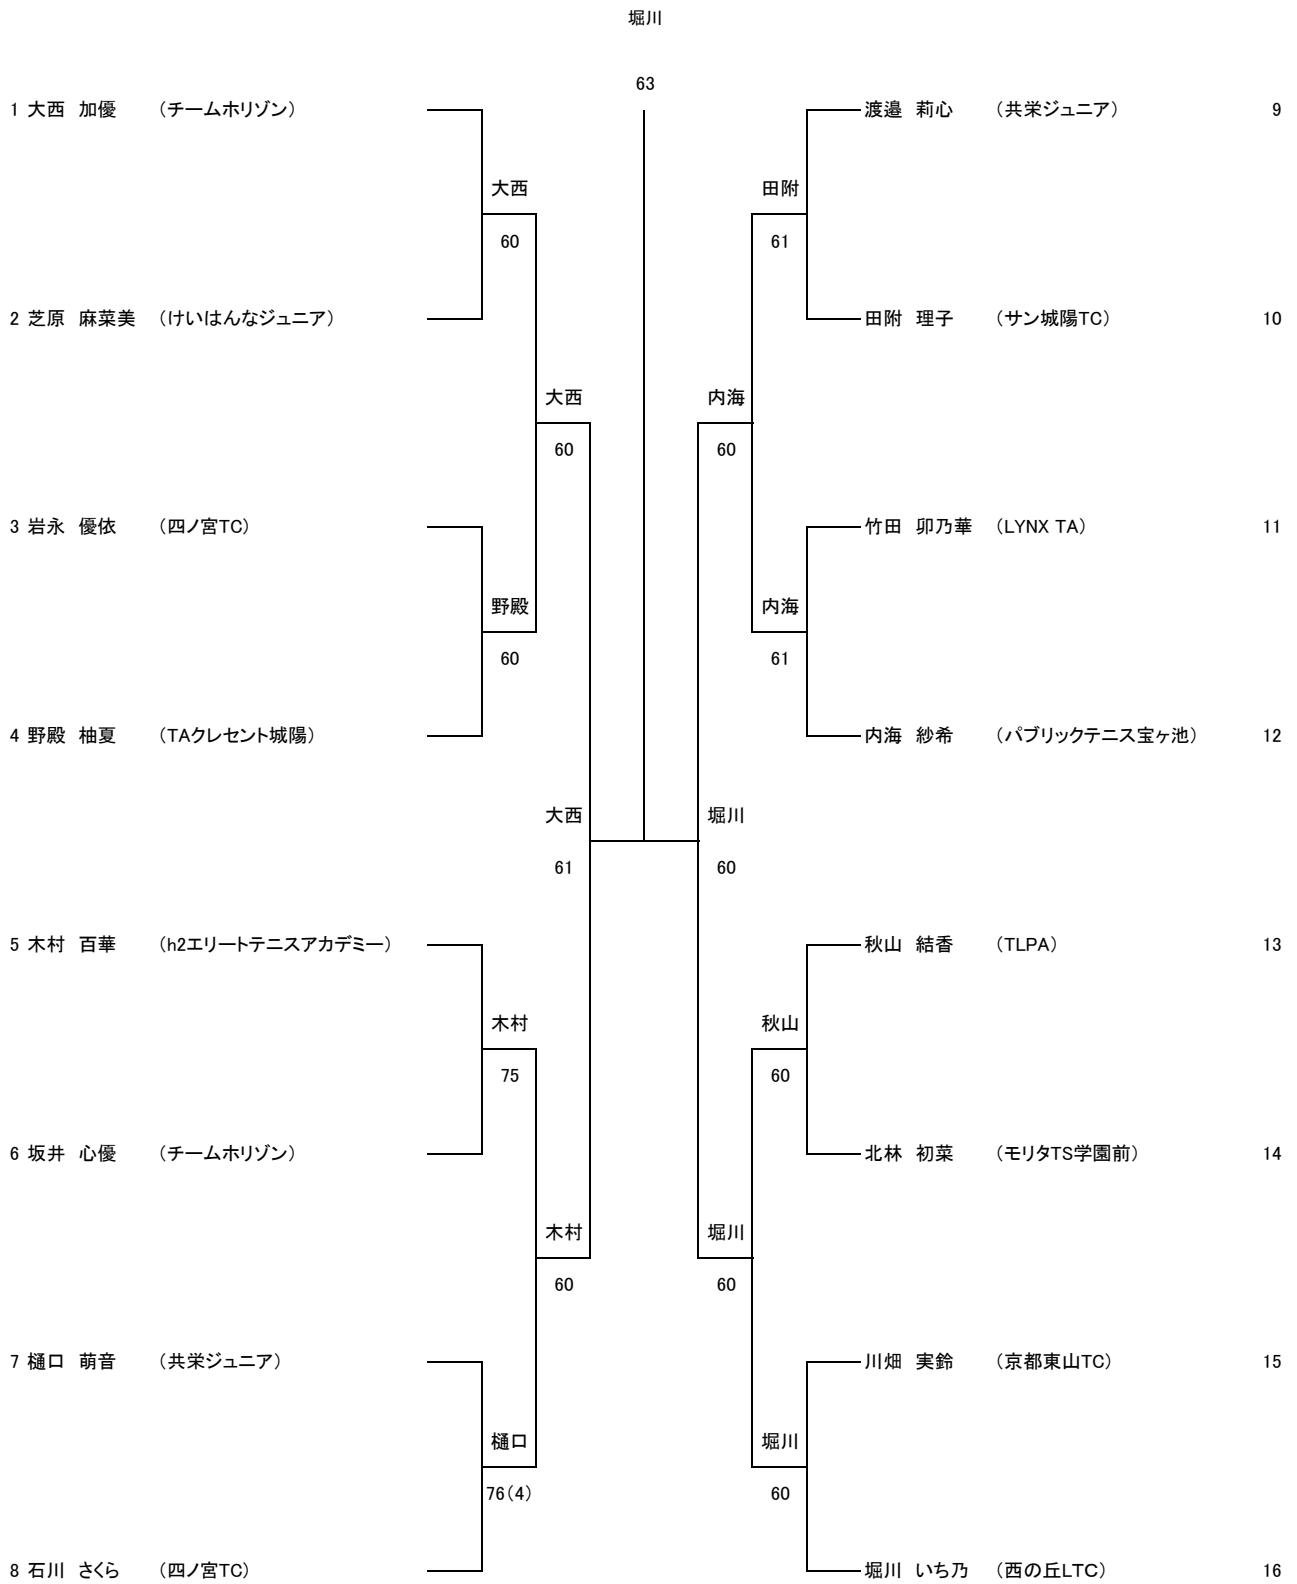 堀川
63
1 大西 加優 （チームホリゾン） 渡邉 莉心 （共栄ジュニア） 9
大西 田附
60 61
2 芝原 麻菜美 （けいはんなジュニア） 田附 理子 （サン城陽TC） 10
大西 内海
60 60
3 岩永 優依 （四ノ宮TC） 竹田 卯乃華 （LYNX TA） 11
野殿 内海
60 61
4 野殿 柚夏 （TAクレセント城陽） 内海 紗希 （パブリックテニス宝ヶ池） 12
大西 堀川
61 60
5 木村 百華 （h2エリートテニスアカデミー） 秋山 結香 （TLPA） 13
木村 秋山
75 60
6 坂井 心優 （チームホリゾン） 北林 初菜 （モリタTS学園前） 14
木村 堀川
60 60
7 樋口 萌音 （共栄ジュニア） 川畑 実鈴 （京都東山TC） 15
樋口 堀川
76（4） 60
8 石川 さくら （四ノ宮TC） 堀川 いち乃 （西の丘LTC） 16